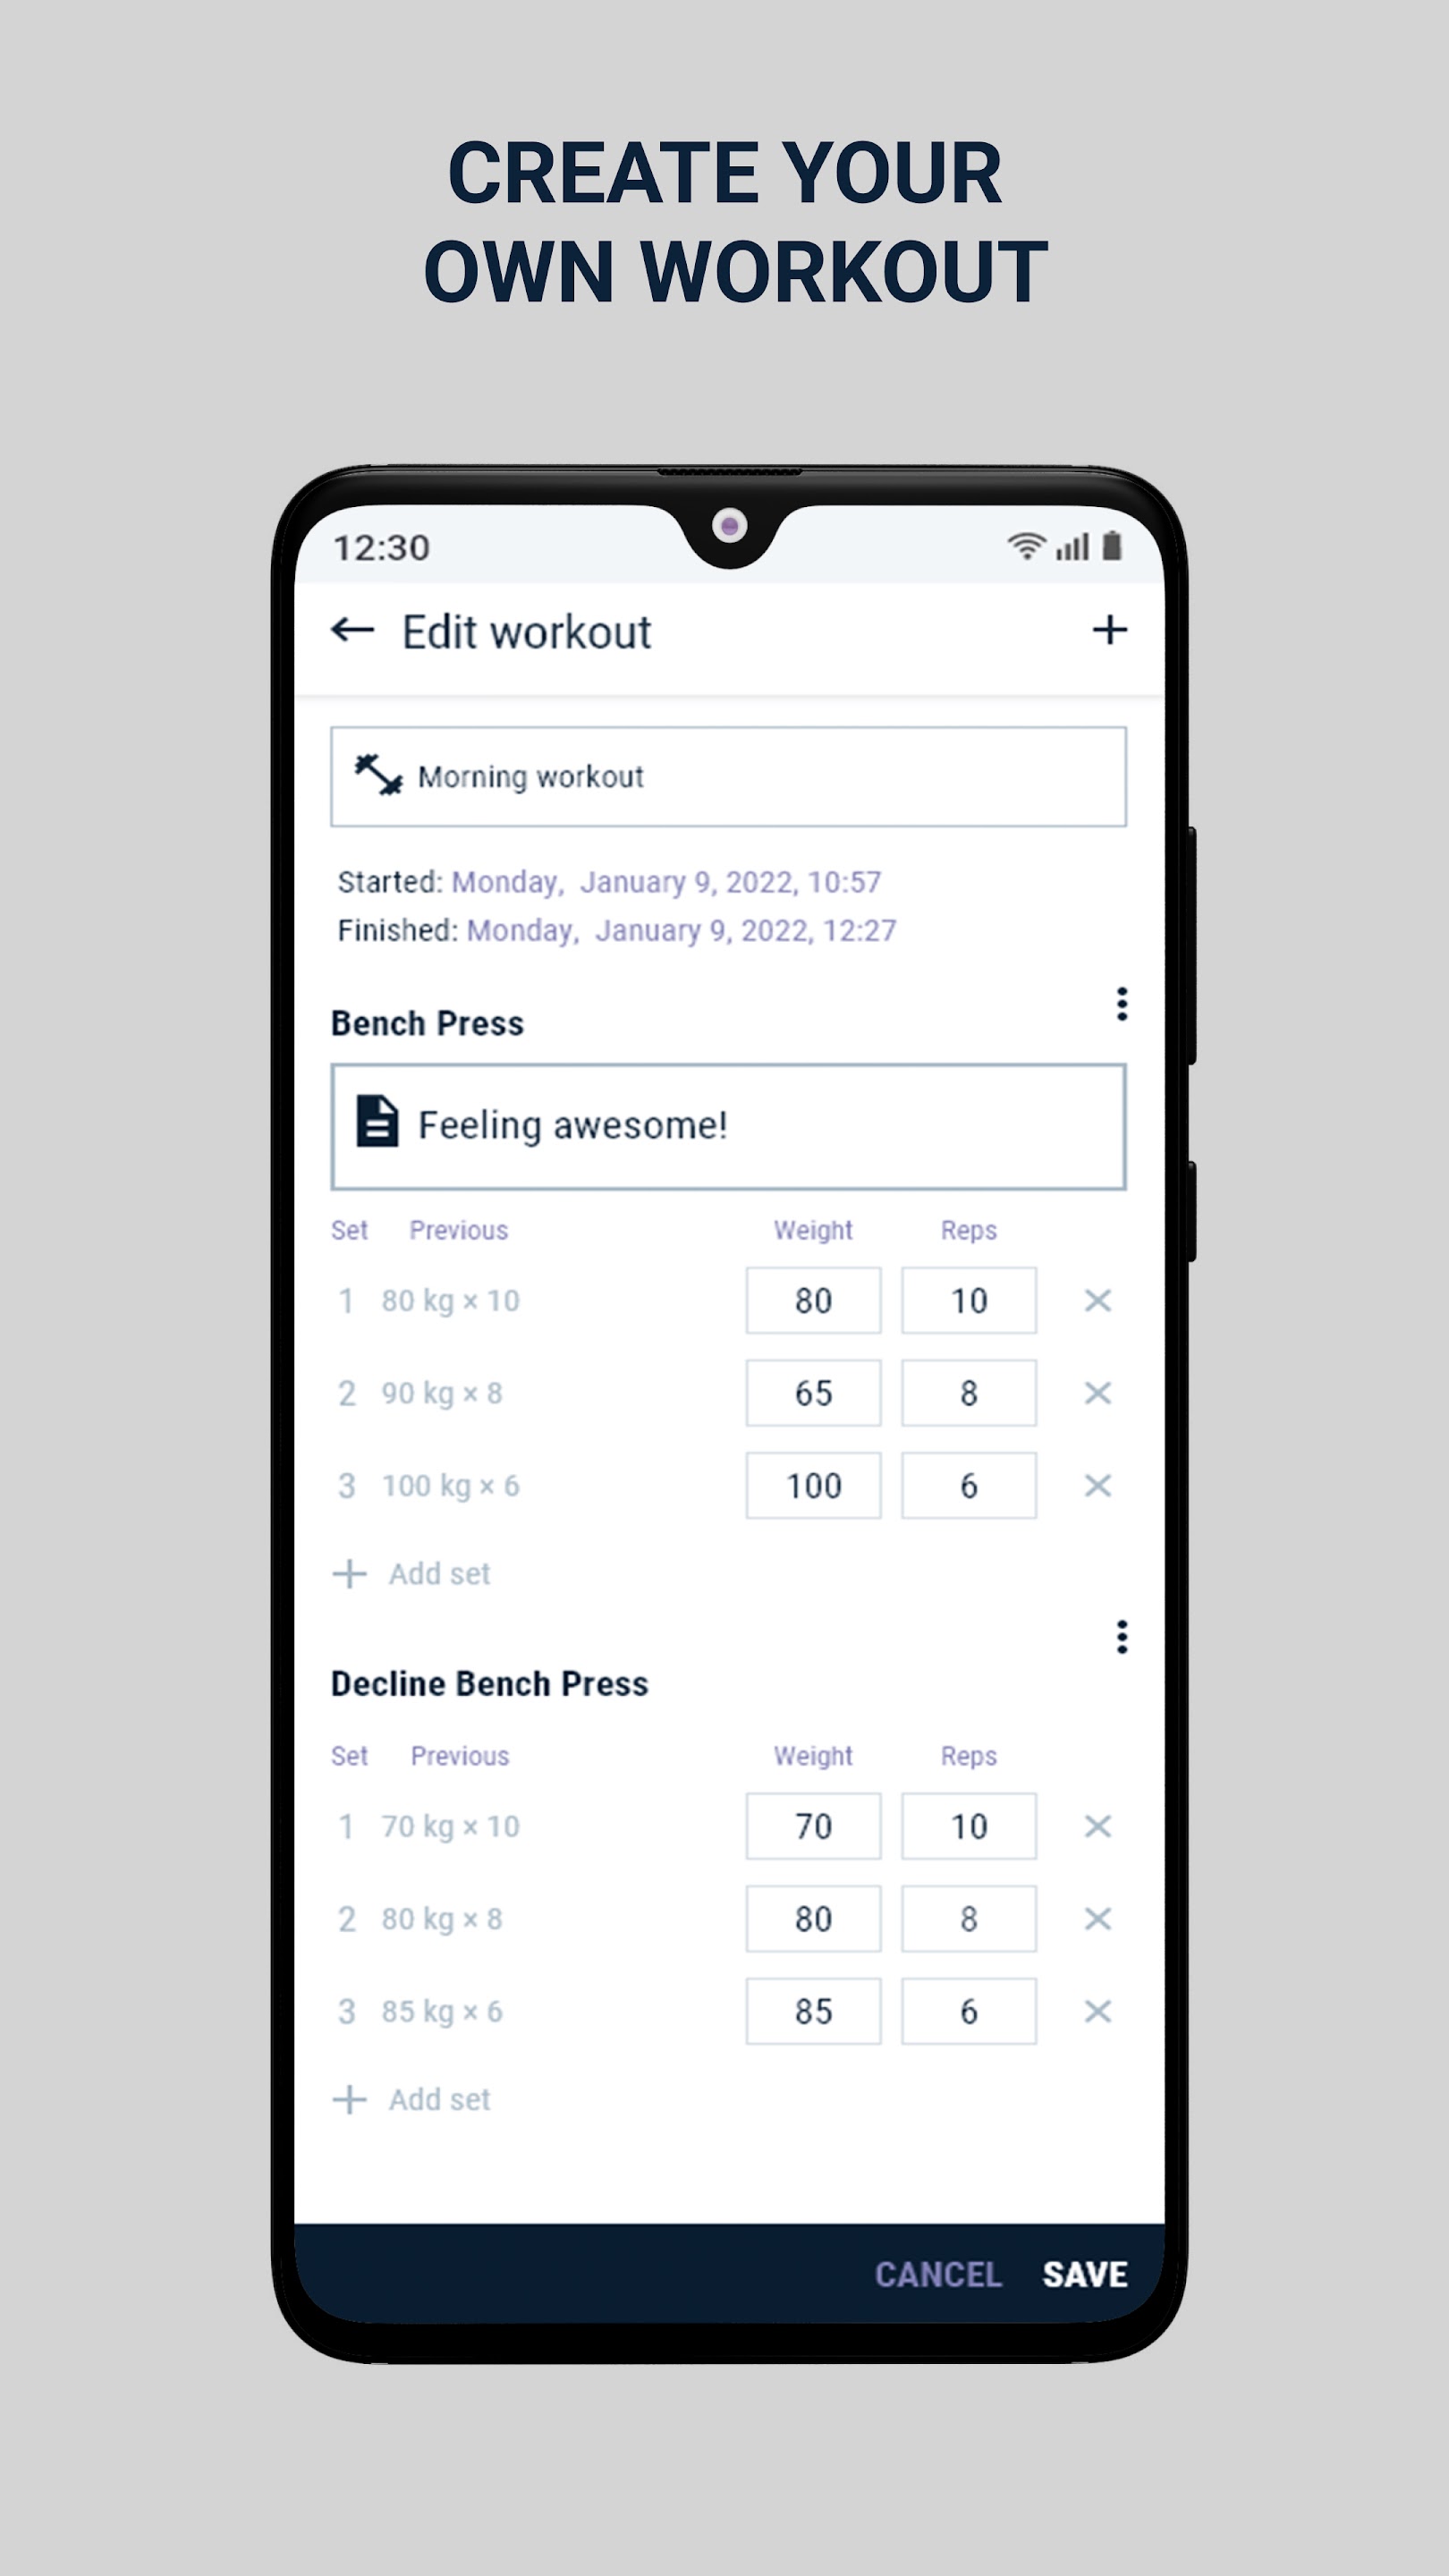 CREATE YOUR
OWN WORKOUT
12:30
Edit workout
Morning workout
Started: Monday, January 9, 2022, 10:57
Finished: Monday, January 9, 2022, 12:27
Bench Press
Feeling awesome!
Set Previous Weight Reps
1 80 kg × 10 80 10
2 90 kg × 8 65 8
3 100 kg × 6 100 6
Add set
Decline Bench Press
Set Previous Weight Reps
1 70 kg × 10 70 10
2 80 kg × 8 80 8
3 85 kg × 6 85 6
Add set
CANCEL SAVE